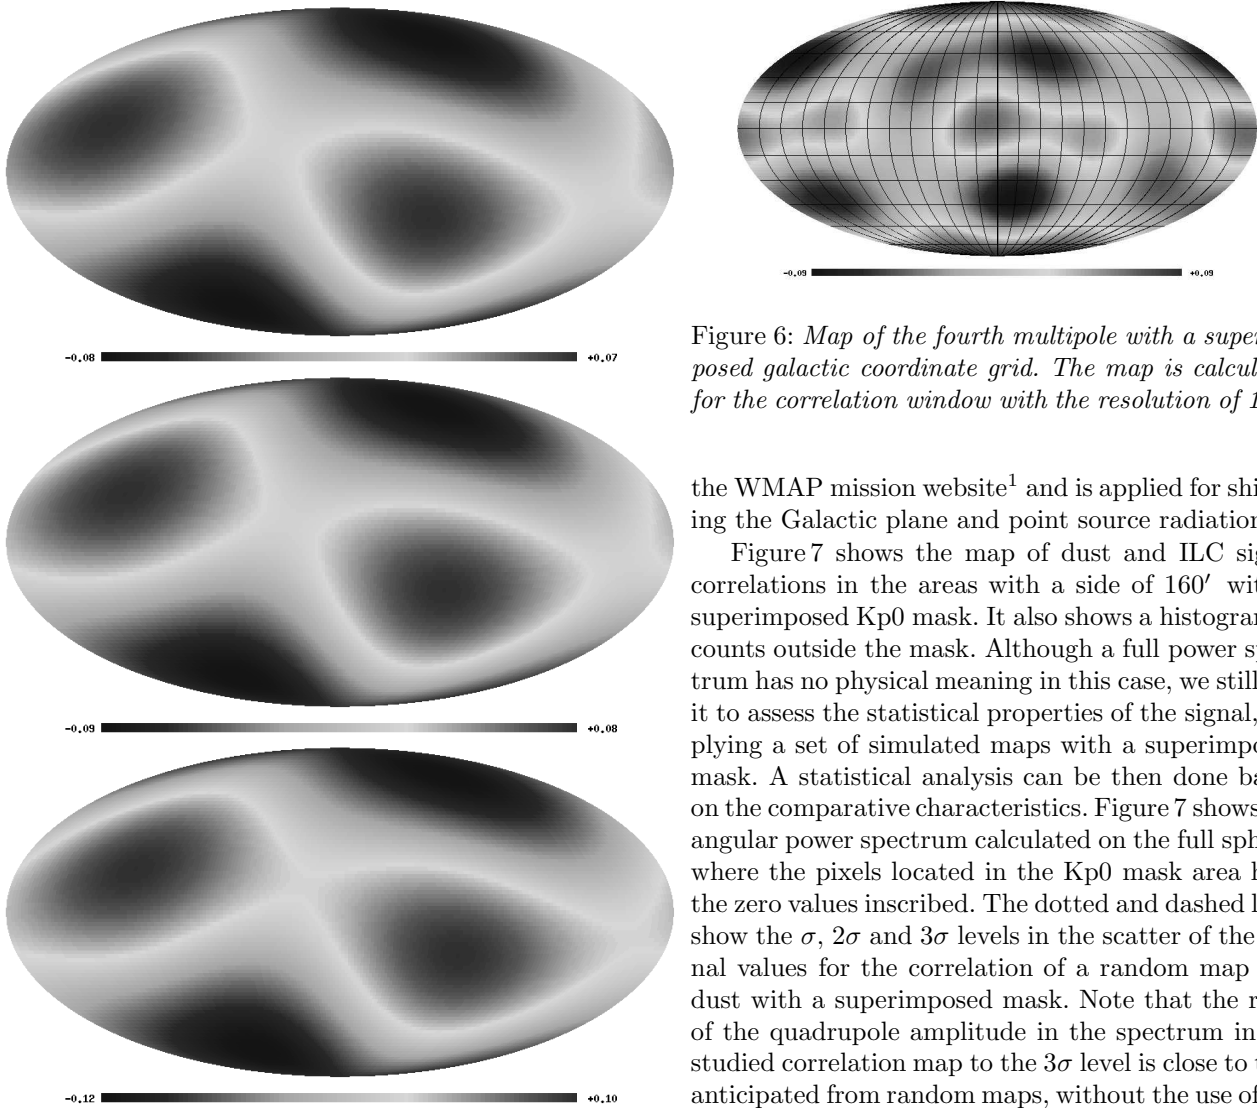 -0.08 +0.07
-0.09 +0.08
-0.12 +0.10
-0.09 +0.09
Figure 6: Map of the fourth multipole with a super
posed galactic coordinate grid. The map is calcul
for the correlation window with the resolution of 1
the WMAP mission website1 and is applied for shi
ing the Galactic plane and point source radiation
Figure 7 shows the map of dust and ILC sig
correlations in the areas with a side of 160′ wit
superimposed Kp0 mask. It also shows a histogram
counts outside the mask. Although a full power sp
trum has no physical meaning in this case, we still
it to assess the statistical properties of the signal,
plying a set of simulated maps with a superimpo
mask. A statistical analysis can be then done ba
on the comparative characteristics. Figure 7 shows
angular power spectrum calculated on the full sph
where the pixels located in the Kp0 mask area h
the zero values inscribed. The dotted and dashed l
show the σ, 2σ and 3σ levels in the scatter of the
nal values for the correlation of a random map
dust with a superimposed mask. Note that the r
of the quadrupole amplitude in the spectrum in
studied correlation map to the 3σ level is close to t
anticipated from random maps, without the use of